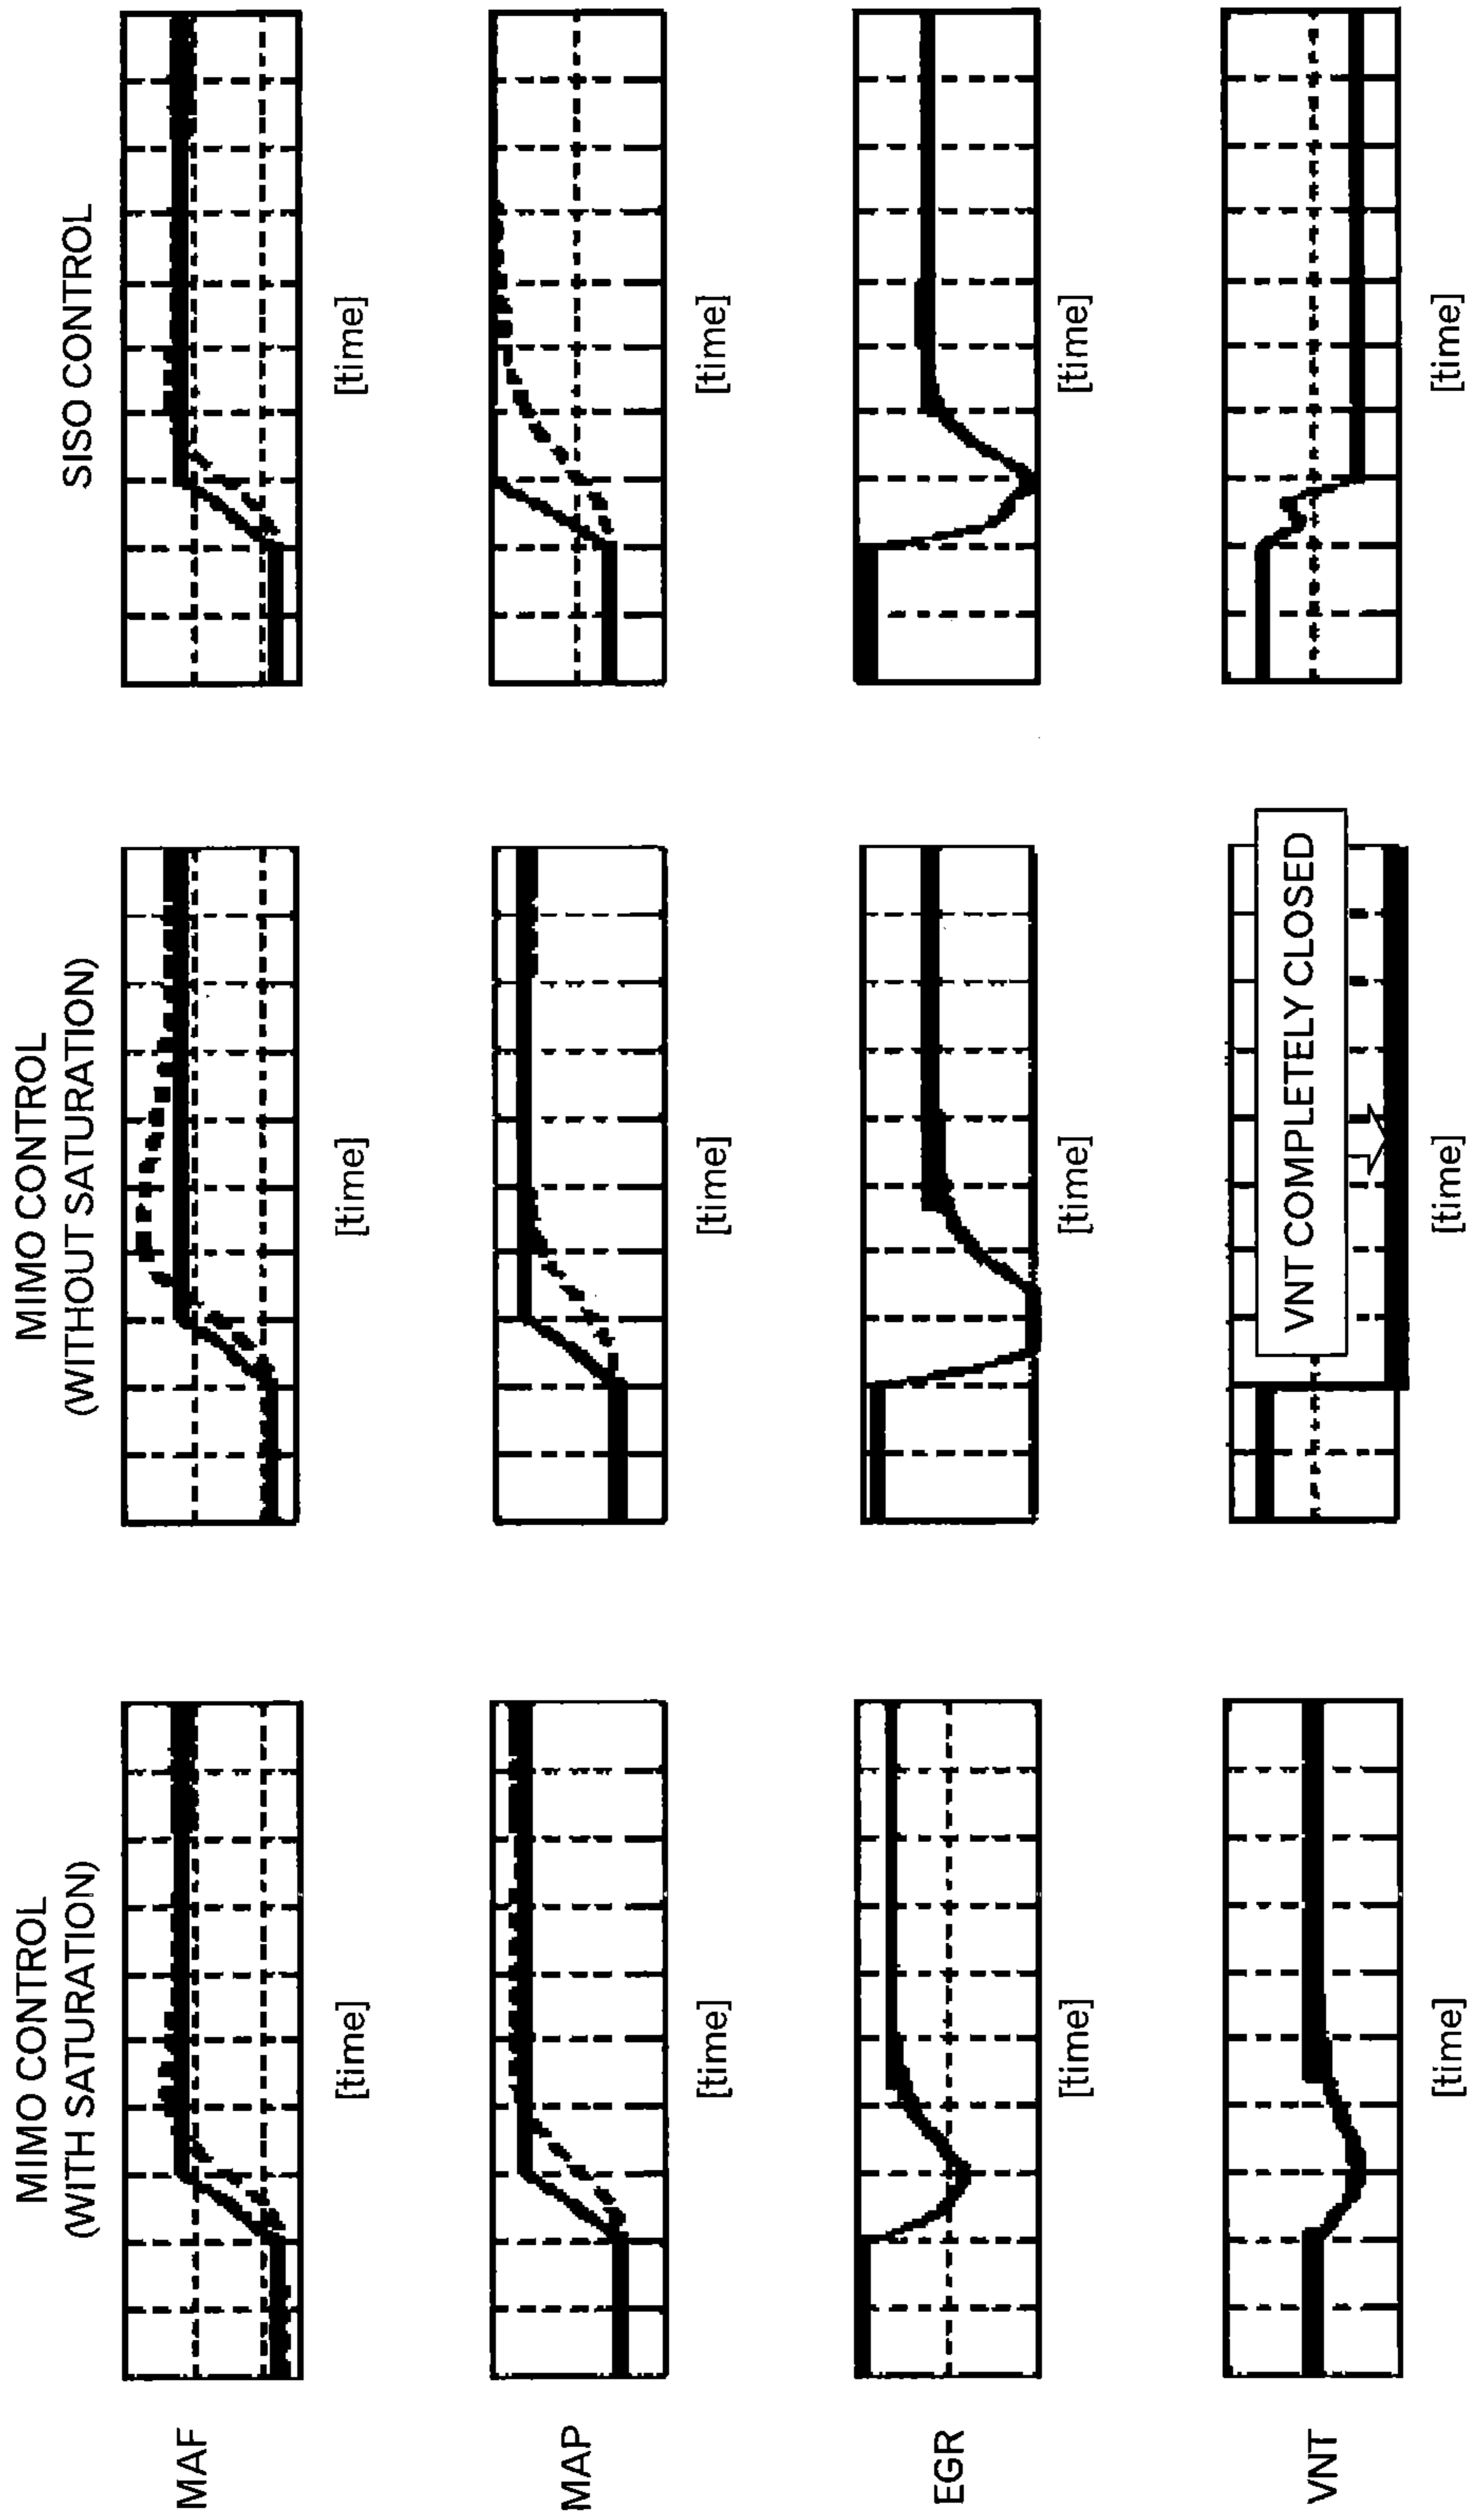 MIMO CONTROL
(WITH SATURATION)
MIMO CONTROL
(WITHOUT SATURATION)
SISO CONTROL
MAF
[time]
[time]
[time]
MAP
[time]
[time]
[time]
EGR
[time]
[time]
[time]
VNT
VNT COMPLETELY CLOSED
[time]
[time]
[time]